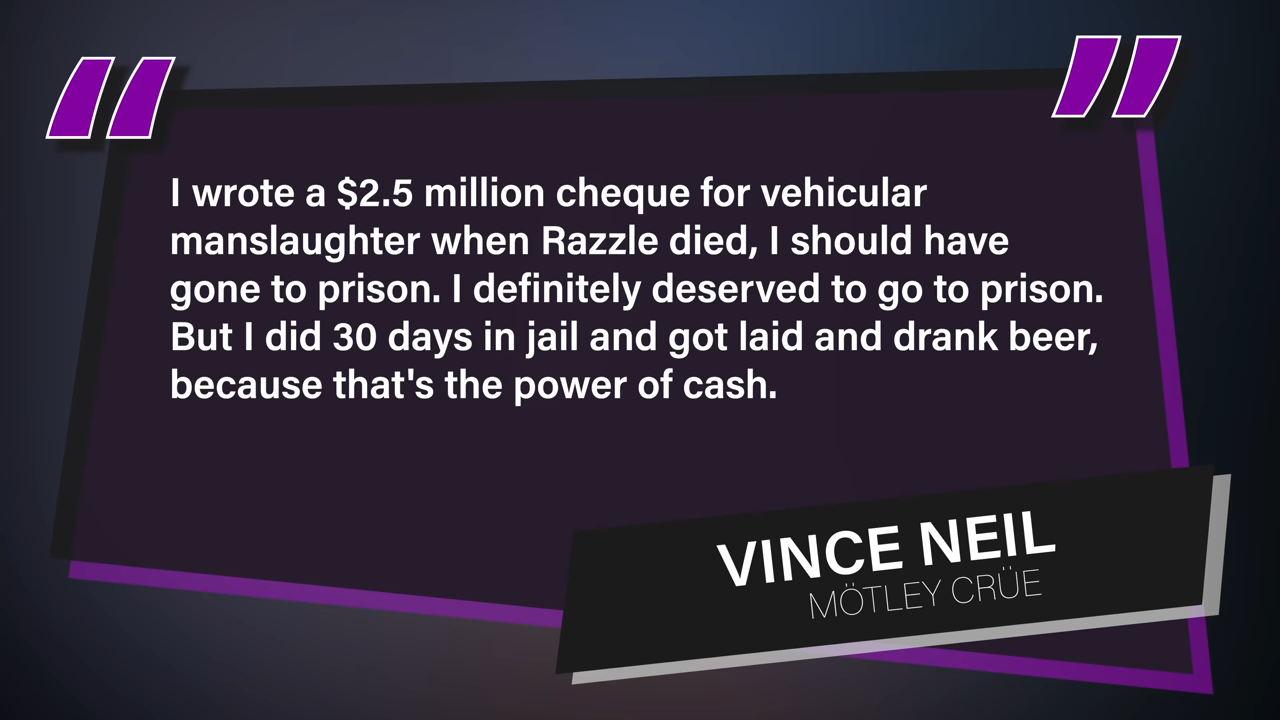 I wrote a $2.5 million cheque for vehicular
manslaughter when Razzle died, I should have
gone to prison. I definitely deserved to go to prison.
But I did 30 days in jail and got laid and drank beer,
because that's the power of cash.
VINCE NEIL
MÖTLEY CRÜE